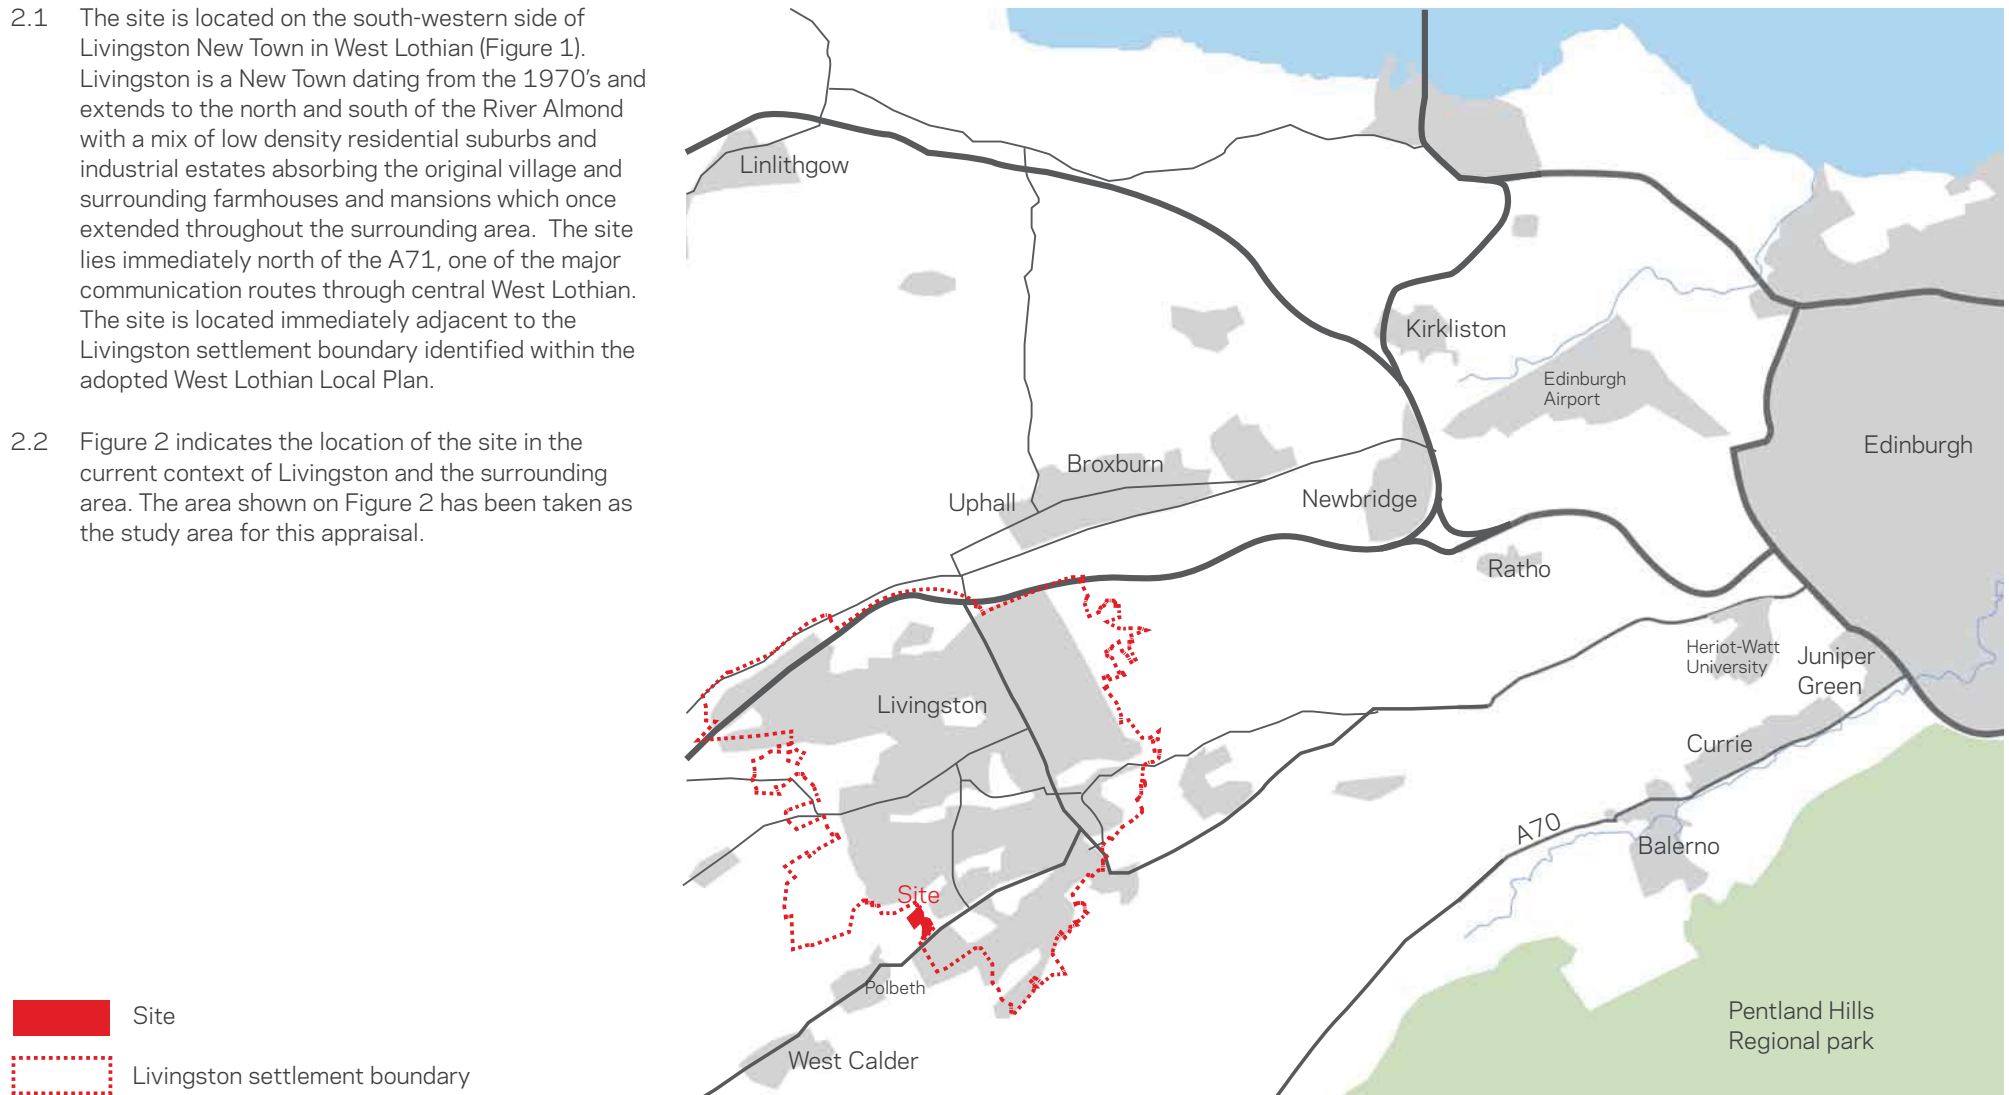 2.1 The site is located on the south-western side of
Livingston New Town in West Lothian (Figure 1).
Livingston is a New Town dating from the 1970's and
extends to the north and south of the River Almond
with a mix of low density residential suburbs and
industrial estates absorbing the original village and
surrounding farmhouses and mansions which once
extended throughout the surrounding area.  The site
lies immediately north of the A71, one of the major
communication routes through central West Lothian.
The site is located immediately adjacent to the
Livingston settlement boundary identified within the
adopted West Lothian Local Plan.
2.2 Figure 2 indicates the location of the site in the
current context of Livingston and the surrounding
area. The area shown on Figure 2 has been taken as
the study area for this appraisal.
Site
Livingston settlement boundary
Linlithgow
Kirkliston
Edinburgh
Airport
Edinburgh
Broxburn
Uphall
Newbridge
Ratho
Heriot-Watt
University
Juniper
Green
Livingston
Currie
A70
Balerno
Site
Polbeth
West Calder
Pentland Hills
Regional park